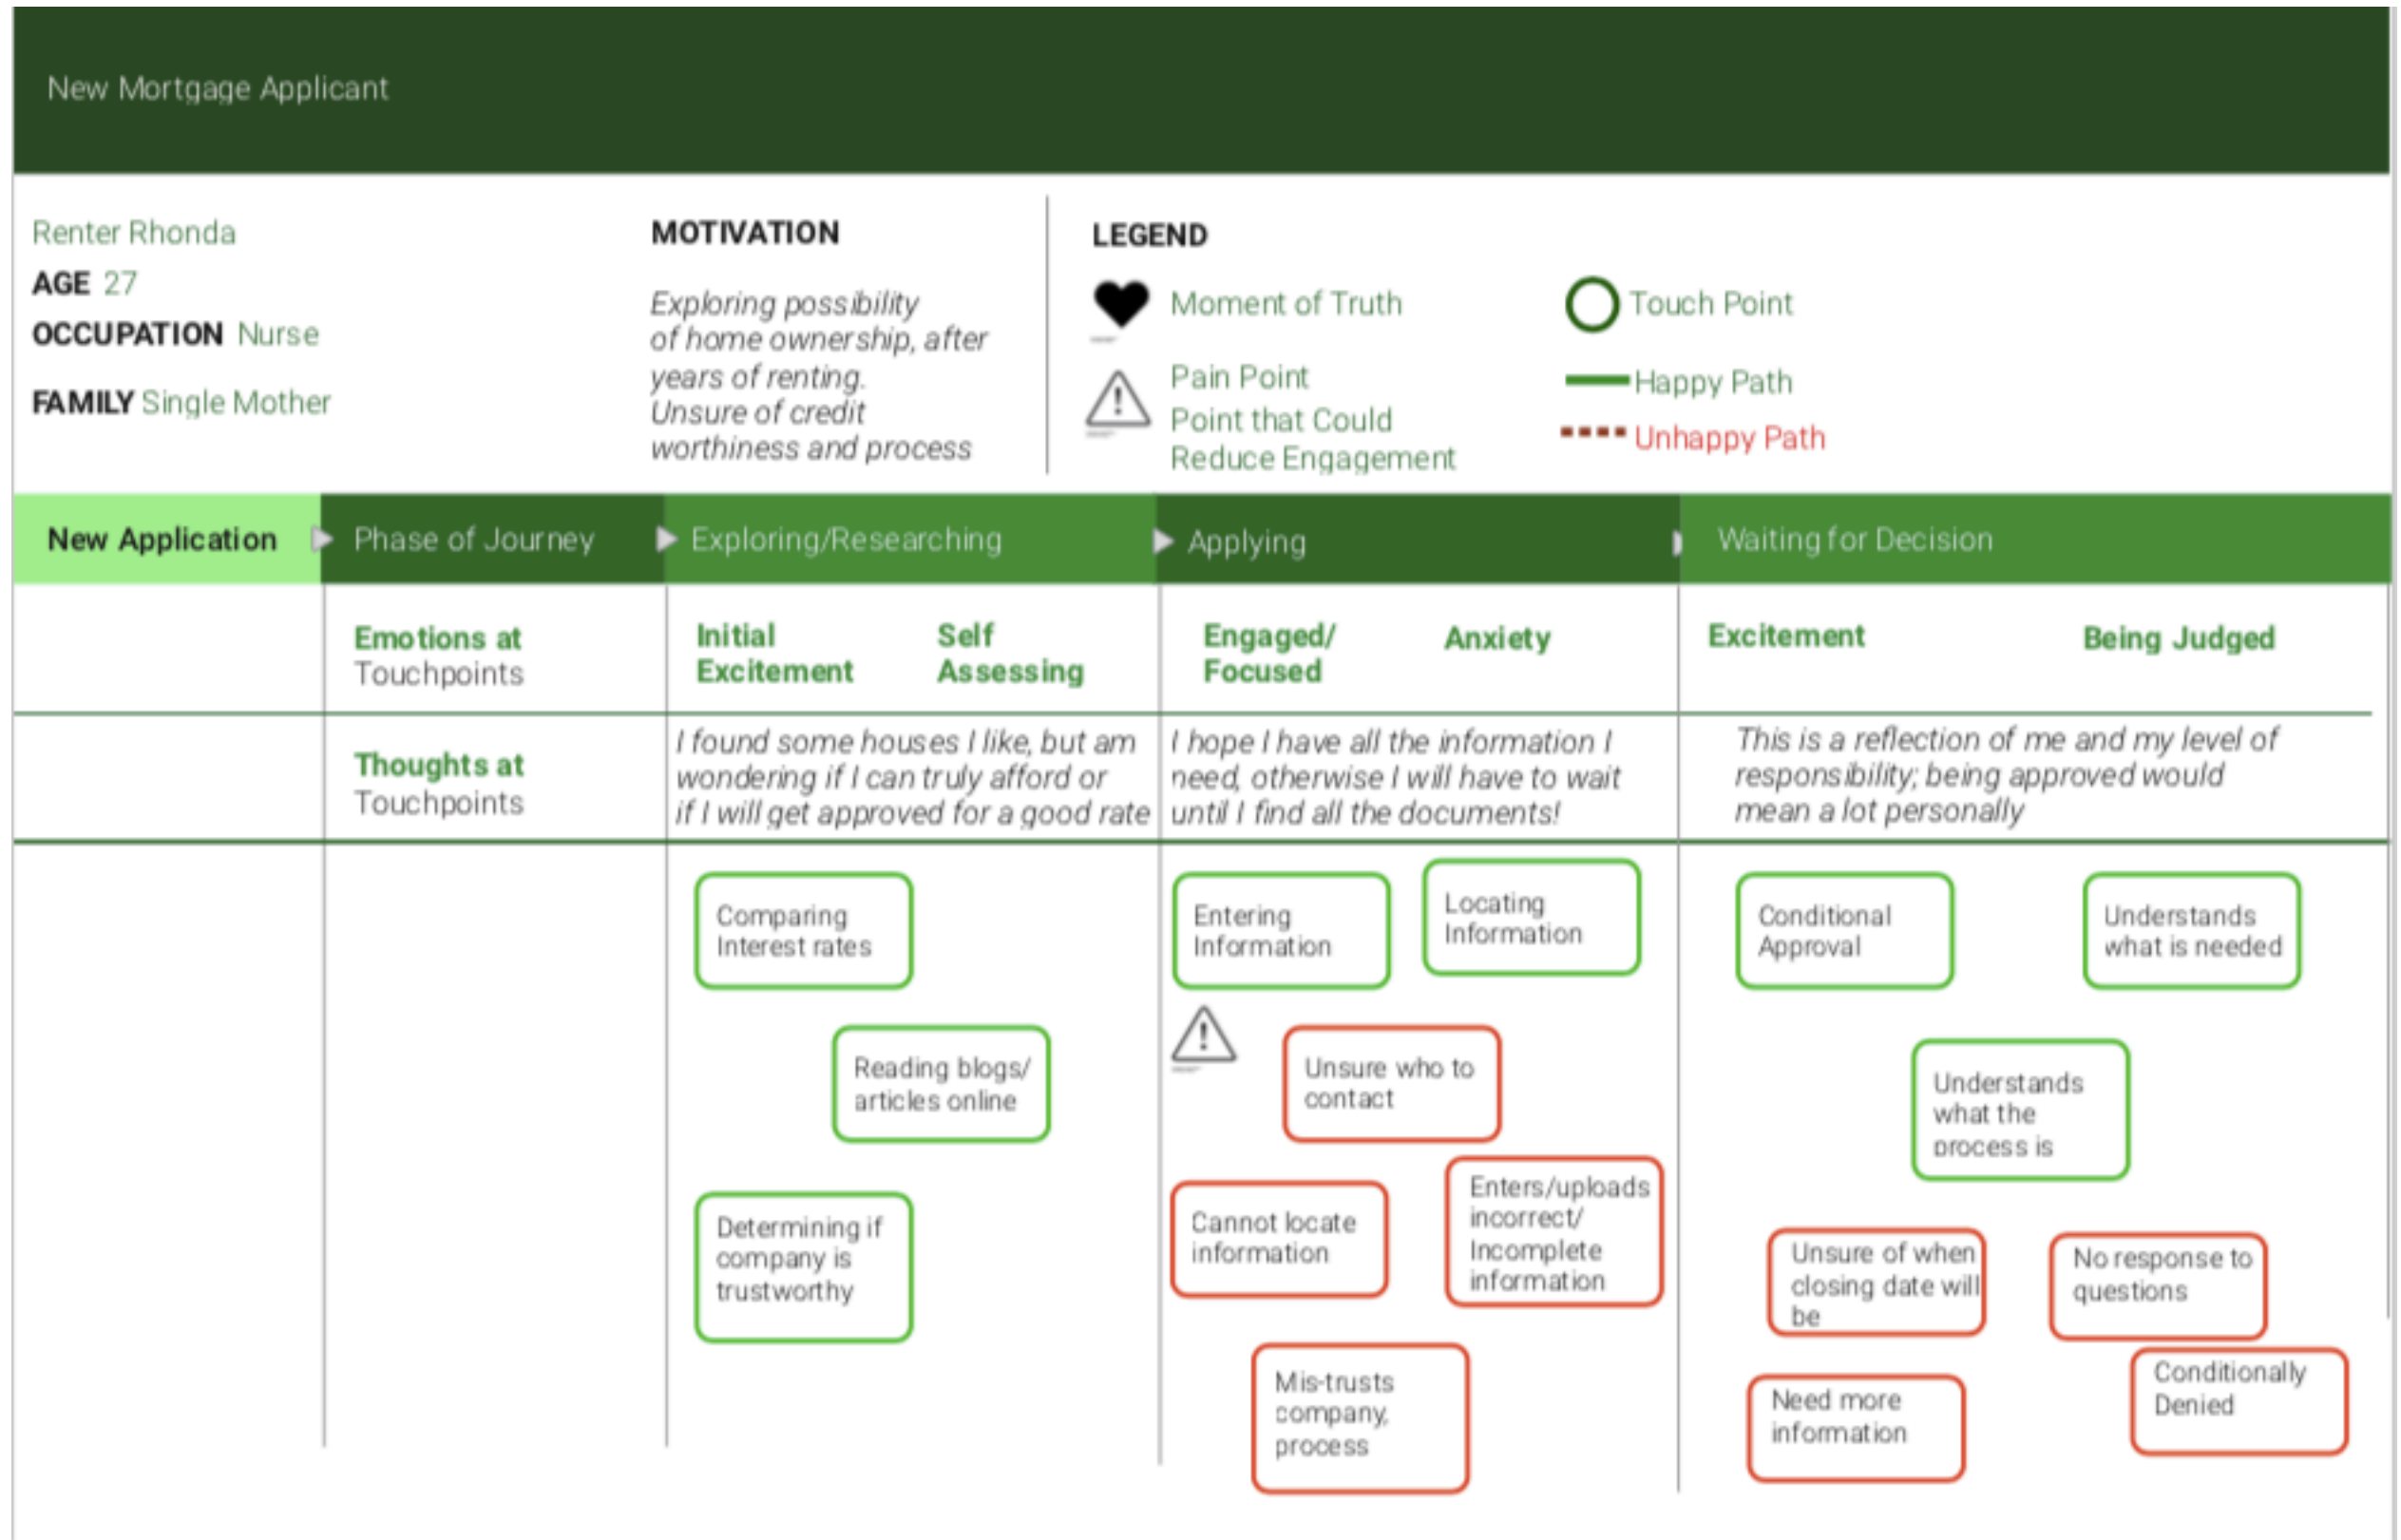 New Mortgage Applicant
Renter Rhonda
AGE 27
OCCUPATION Nurse
FAMILY Single Mother
MOTIVATION
Exploring possibility
of home ownership, after
years of renting.
Unsure of credit
worthiness and process
LEGEND
Moment of Truth
Pain Point
Point that Could
Reduce Engagement
Touch Point
Happy Path
Unhappy Path
New Application
Phase of Journey
Exploring/Researching
Applying
Waiting for Decision
Emotions at
Touchpoints
Initial
Excitement
Self
Assessing
Engaged/
Focused
Anxiety
Excitement
Being Judged
Thoughts at
Touchpoints
I found some houses I like, but am
wondering if I can truly afford or
if I will get approved for a good rate
I hope I have all the information I
need, otherwise I will have to wait
until I find all the documents!
This is a reflection of me and my level of
responsibility; being approved would
mean a lot personally
Comparing
Interest rates
Reading blogs/
articles online
Determining if
company is
trustworthy
Entering
Information
Locating
Information
Unsure who to
contact
Cannot locate
information
Enters/uploads
incorrect/
Incomplete
information
Mis-trusts
company,
process
Conditional
Approval
Understands
what is needed
Understands
what the
process is
Unsure of when
closing date will
be
No response to
questions
Need more
information
Conditionally
Denied